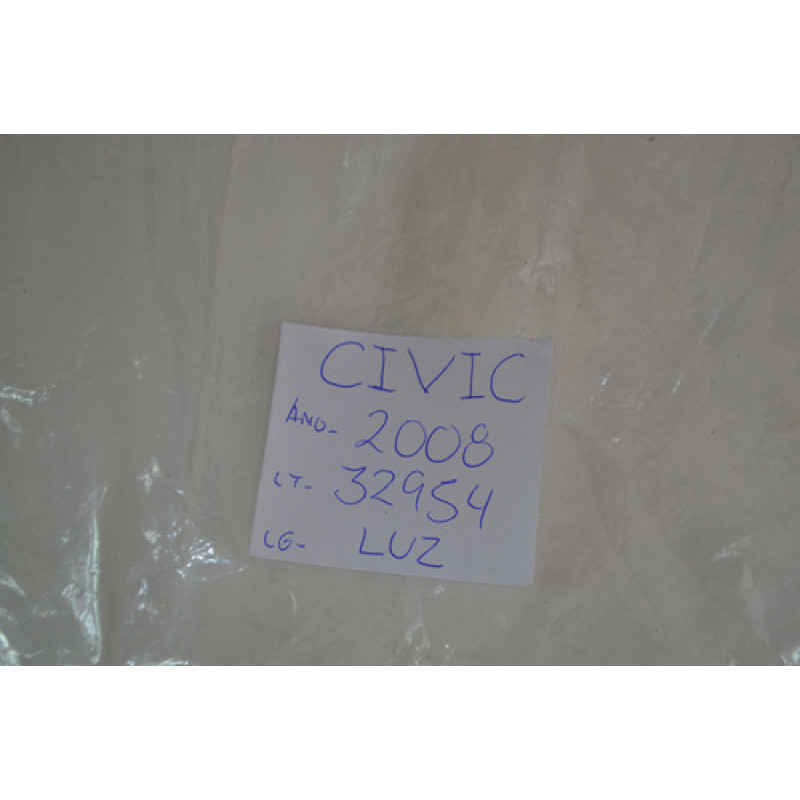 CIVIC
ANO- 2008
LT- 32954
LG- LUZ